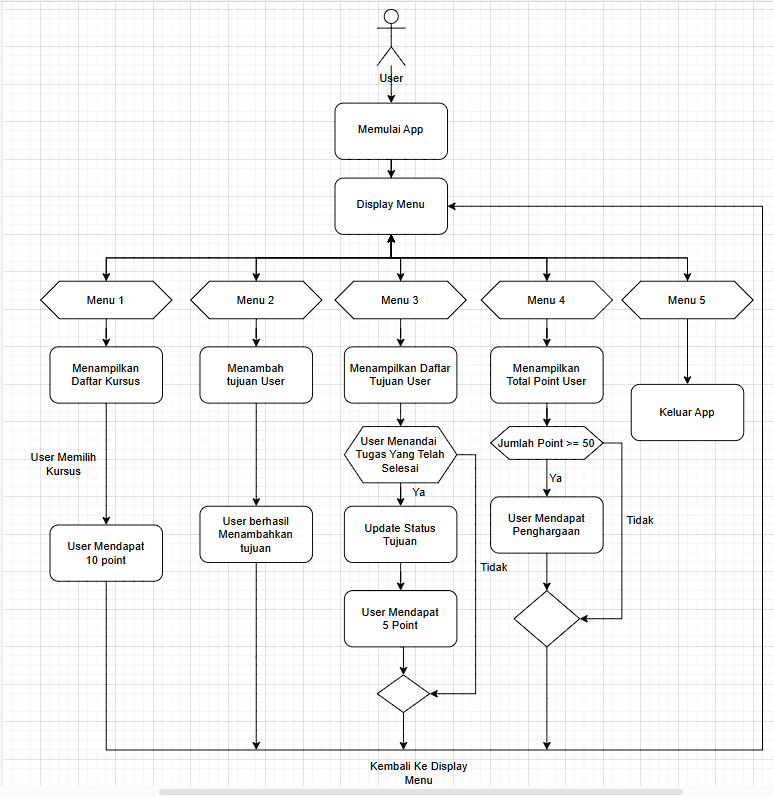 User
Memulai App
Display Menu
Menu 1
Menu 2
Menu 3
Menu 4
Menu 5
Menampilkan
Daftar Kursus
Menambah
tujuan User
Menampilkan Daftar
Tujuan User
Menampilkan
Total Point User
Keluar App
User Memilih
Kursus
User Menandai
Tugas Yang Telah
Selesai
Jumlah Point >= 50
Ya
Ya
Tidak
User Mendapat
10 point
User berhasil
Menambahkan
tujuan
Update Status
Tujuan
User Mendapat
Penghargaan
Tidak
User Mendapat
5 Point
Kembali Ke Display
Menu